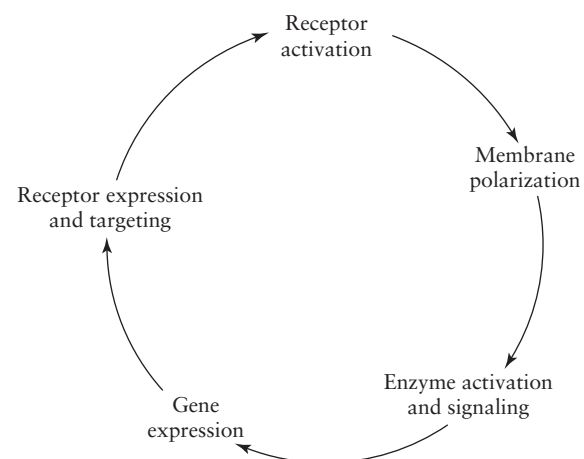 Receptor
activation
Membrane
polarization
Enzyme activation
and signaling
Gene
expression
Receptor expression
and targeting